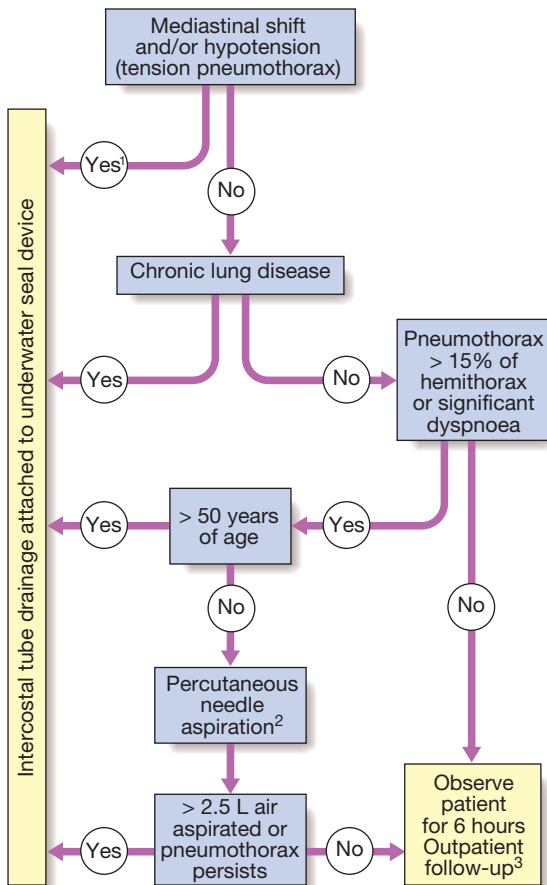 Mediastinal shift
and/or hypotension
(tension pneumothorax)
Yes¹
No
Chronic lung disease
Yes
No
Pneumothorax
> 15% of
hemithorax
or significant
dyspnoea
Yes
> 50 years
of age
Yes
No
No
Percutaneous
needle
aspiration²
> 2.5 L air
aspirated or
pneumothorax
persists
Yes
No
Observe
patient
for 6 hours
Outpatient
follow-up³
Intercostal tube drainage attached to underwater seal device